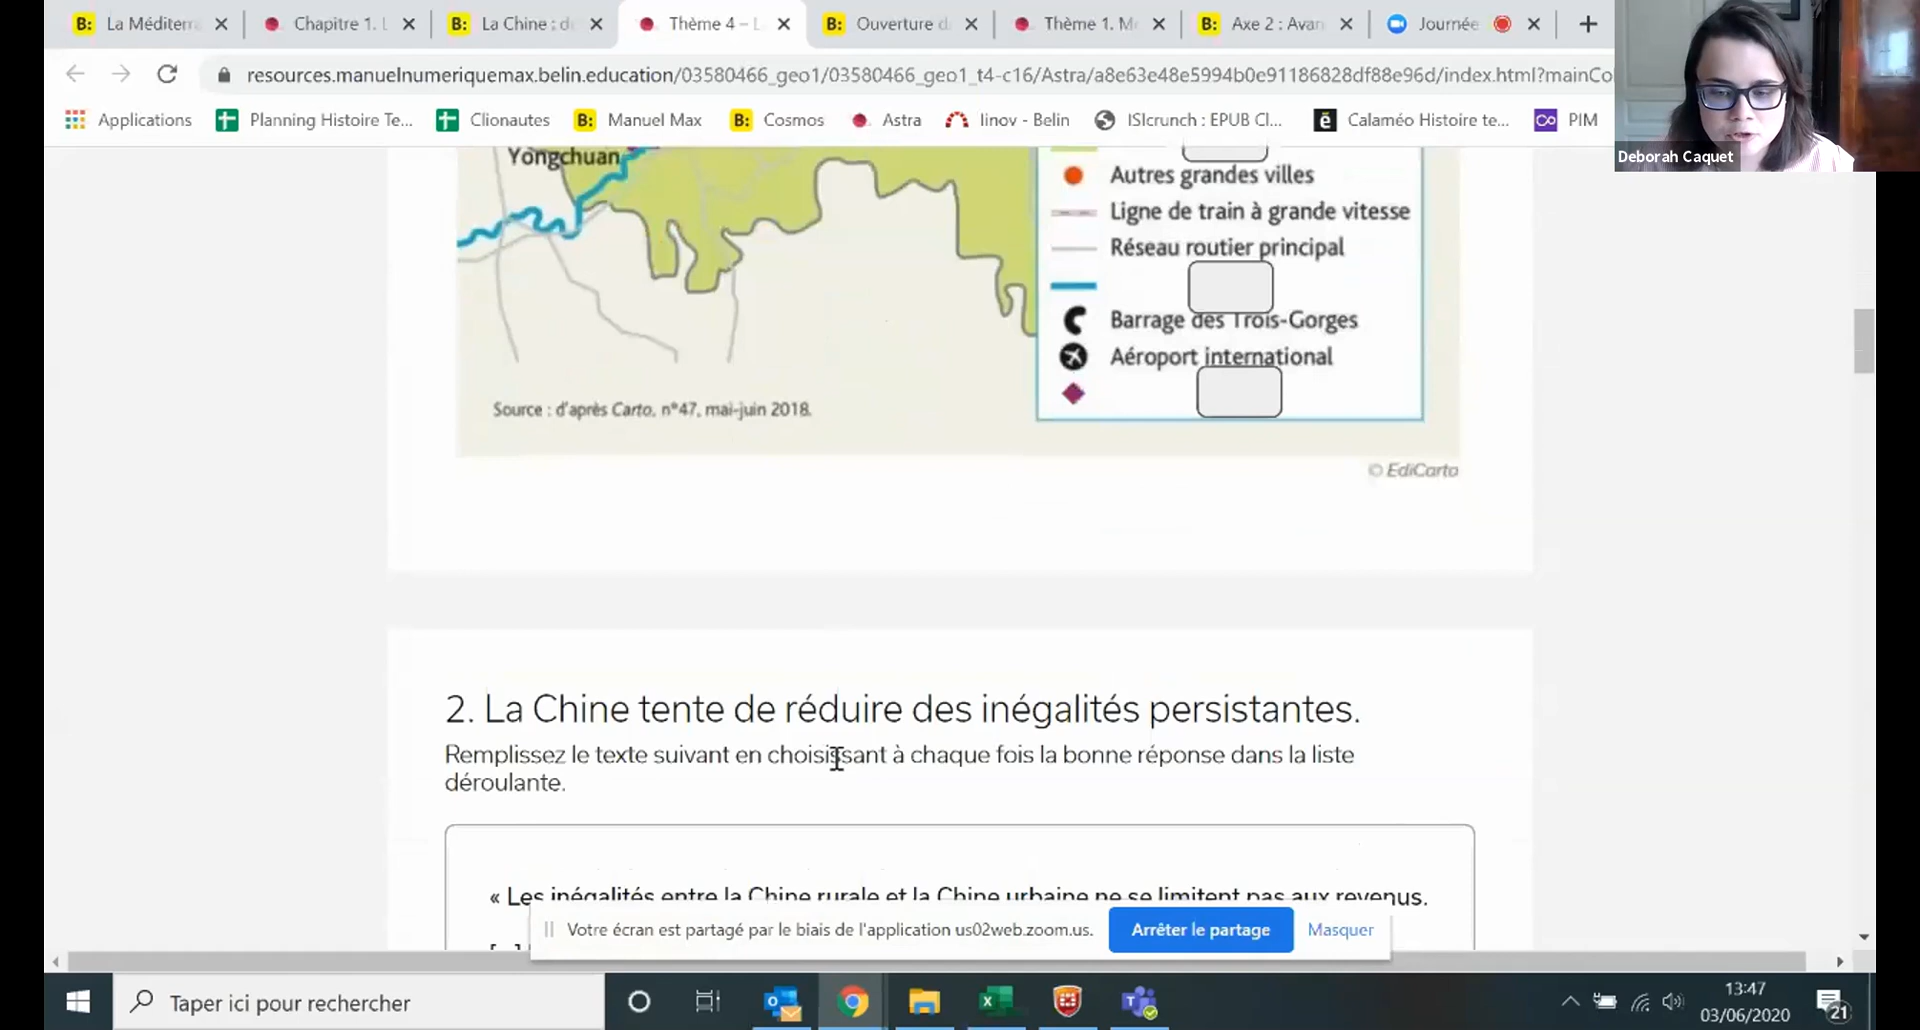 La Méditerra
Chapitre 1. L
La Chine : de
Thème 4 – L
Ouverture d
Thème 1. M
Axe 2 : Avan
Journée
resources.manuelnumeriquemax.belin.education/03580466_geo1/03580466_geo1_t4-c16/Astra/a8e63e48e5994b0e91186828df88e96d/index.html?mainCo
Applications
Planning Histoire Te...
Clionautes
Manuel Max
Cosmos
Astra
Iinov - Belin
ISIcrunch : EPUB Cl...
Calaméo Histoire te...
PIM
Deborah Caquet
Yongchuan
Autres grandes villes
Ligne de train à grande vitesse
Réseau routier principal
Barrage des Trois-Gorges
Aéroport international
Source : d'après Carto, n°47, mai-juin 2018.
© EdiCarto
2. La Chine tente de réduire des inégalités persistantes.
Remplissez le texte suivant en choisissant à chaque fois la bonne réponse dans la liste
déroulante.
« Les inégalités entre la Chine rurale et la Chine urbaine ne se limitent pas aux revenus.
Votre écran est partagé par le biais de l'application us02web.zoom.us.
Arrêter le partage
Masquer
Taper ici pour rechercher
13:47
03/06/2020
21